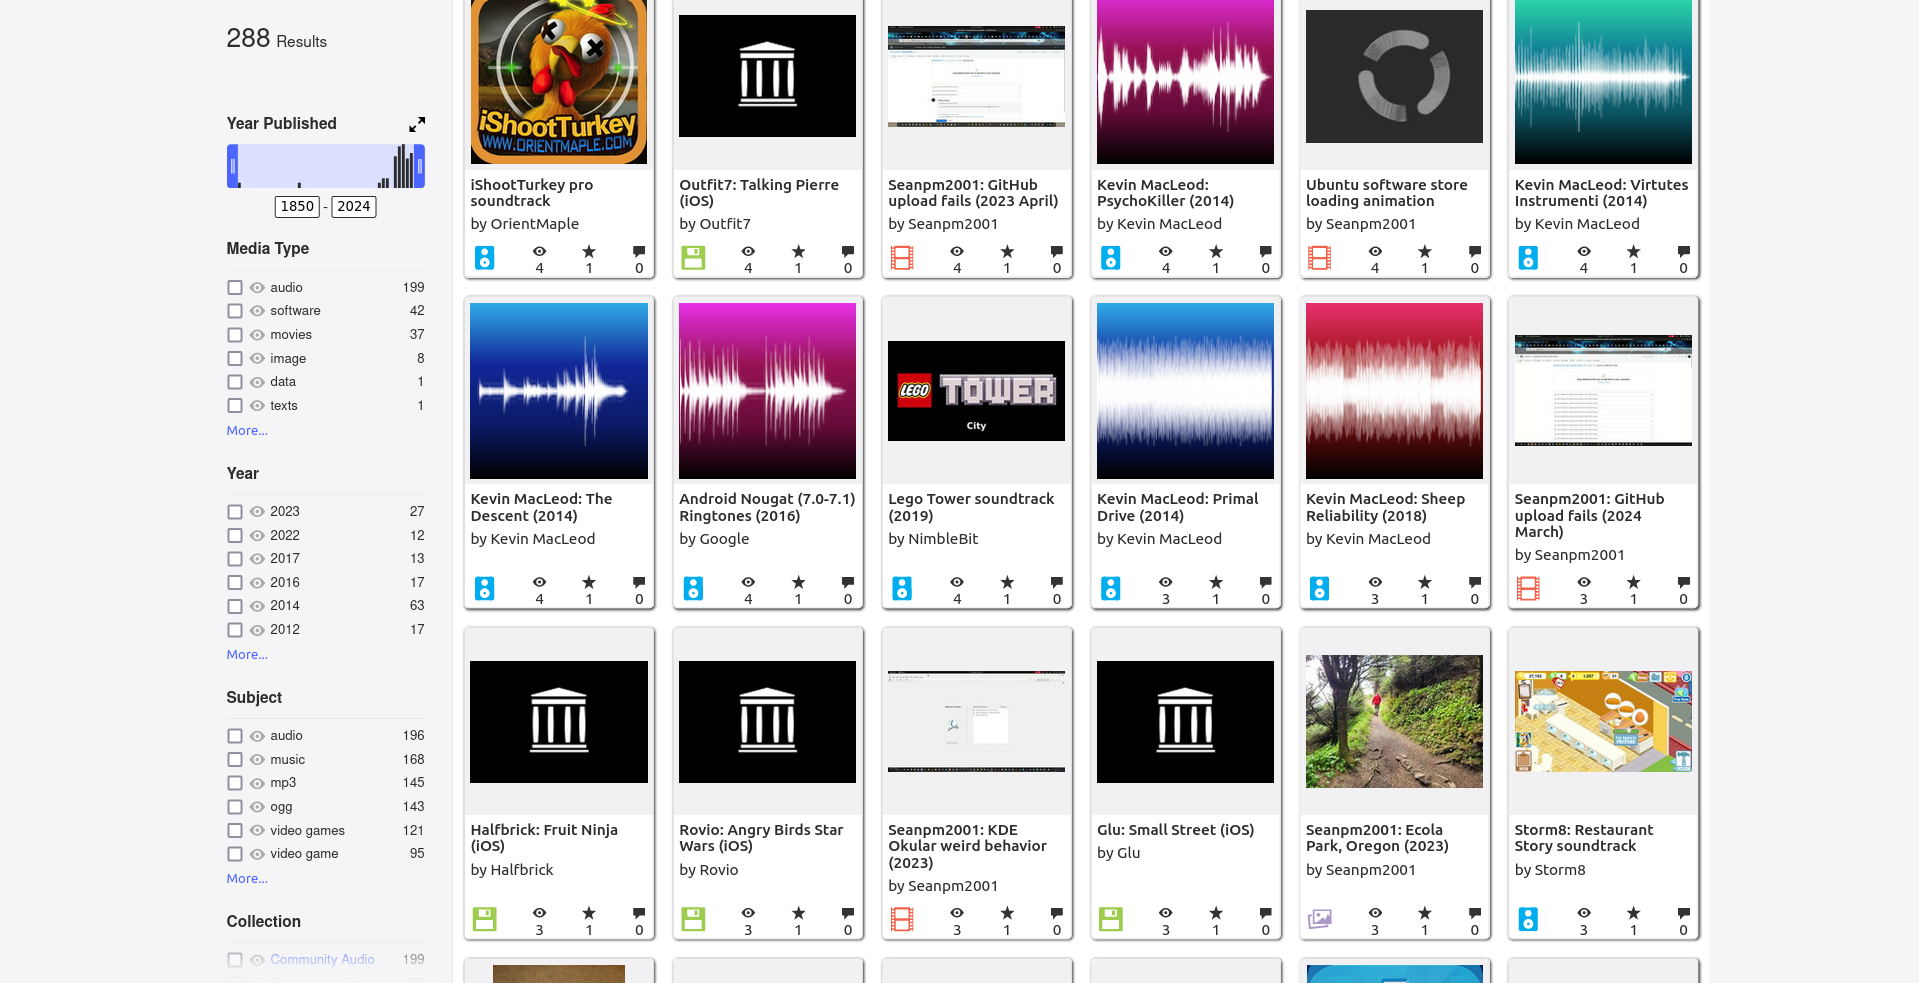 288 Results
Year Published
1850 - 2024
Media Type
audio 199
software 42
movies 37
image 8
data 1
texts 1
More...
Year
2023 27
2022 12
2017 13
2016 17
2014 63
2012 17
More...
Subject
audio 196
music 168
mp3 145
ogg 143
video games 121
video game 95
More...
Collection
Community Audio 199
iShootTurkey
WWW.ORIENTMAPLE.COM
iShootTurkey pro
soundtrack
by OrientMaple
4 1 0
Outfit7: Talking Pierre
(iOS)
by Outfit7
4 1 0
Seanpm2001: GitHub
upload fails (2023 April)
by Seanpm2001
4 1 0
Kevin MacLeod:
PsychoKiller (2014)
by Kevin MacLeod
4 1 0
Ubuntu software store
loading animation
by Seanpm2001
4 1 0
Kevin MacLeod: Virtutes
Instrumenti (2014)
by Kevin MacLeod
4 1 0
Kevin MacLeod: The
Descent (2014)
by Kevin MacLeod
4 1 0
Android Nougat (7.0-7.1)
Ringtones (2016)
by Google
4 1 0
LEGO TOWER
City
Lego Tower soundtrack
(2019)
by NimbleBit
4 1 0
Kevin MacLeod: Primal
Drive (2014)
by Kevin MacLeod
3 1 0
Kevin MacLeod: Sheep
Reliability (2018)
by Kevin MacLeod
3 1 0
Seanpm2001: GitHub
upload fails (2024
March)
by Seanpm2001
3 1 0
Halfbrick: Fruit Ninja
(iOS)
by Halfbrick
3 1 0
Rovio: Angry Birds Star
Wars (iOS)
by Rovio
3 1 0
Seanpm2001: KDE
Okular weird behavior
(2023)
by Seanpm2001
3 1 0
Glu: Small Street (iOS)
by Glu
3 1 0
Seanpm2001: Ecola
Park, Oregon (2023)
by Seanpm2001
3 1 0
Storm8: Restaurant
Story soundtrack
by Storm8
3 1 0